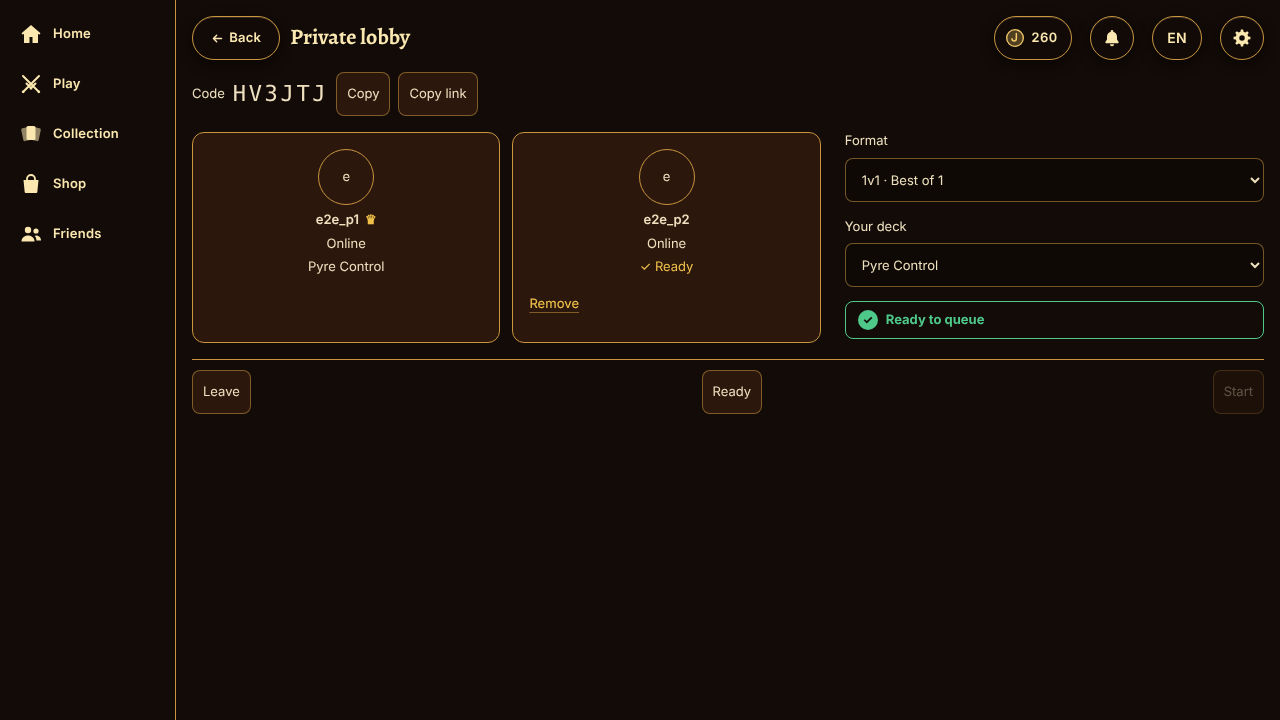 Home
Play
Collection
Shop
Friends
← Back
Private lobby
J 260
EN
Code HV3JTJ Copy Copy link
e
e2e_p1 ♛
Online
Pyre Control
e
e2e_p2
Online
✓ Ready
Remove
Format
1v1 · Best of 1
Your deck
Pyre Control
Ready to queue
Leave
Ready
Start